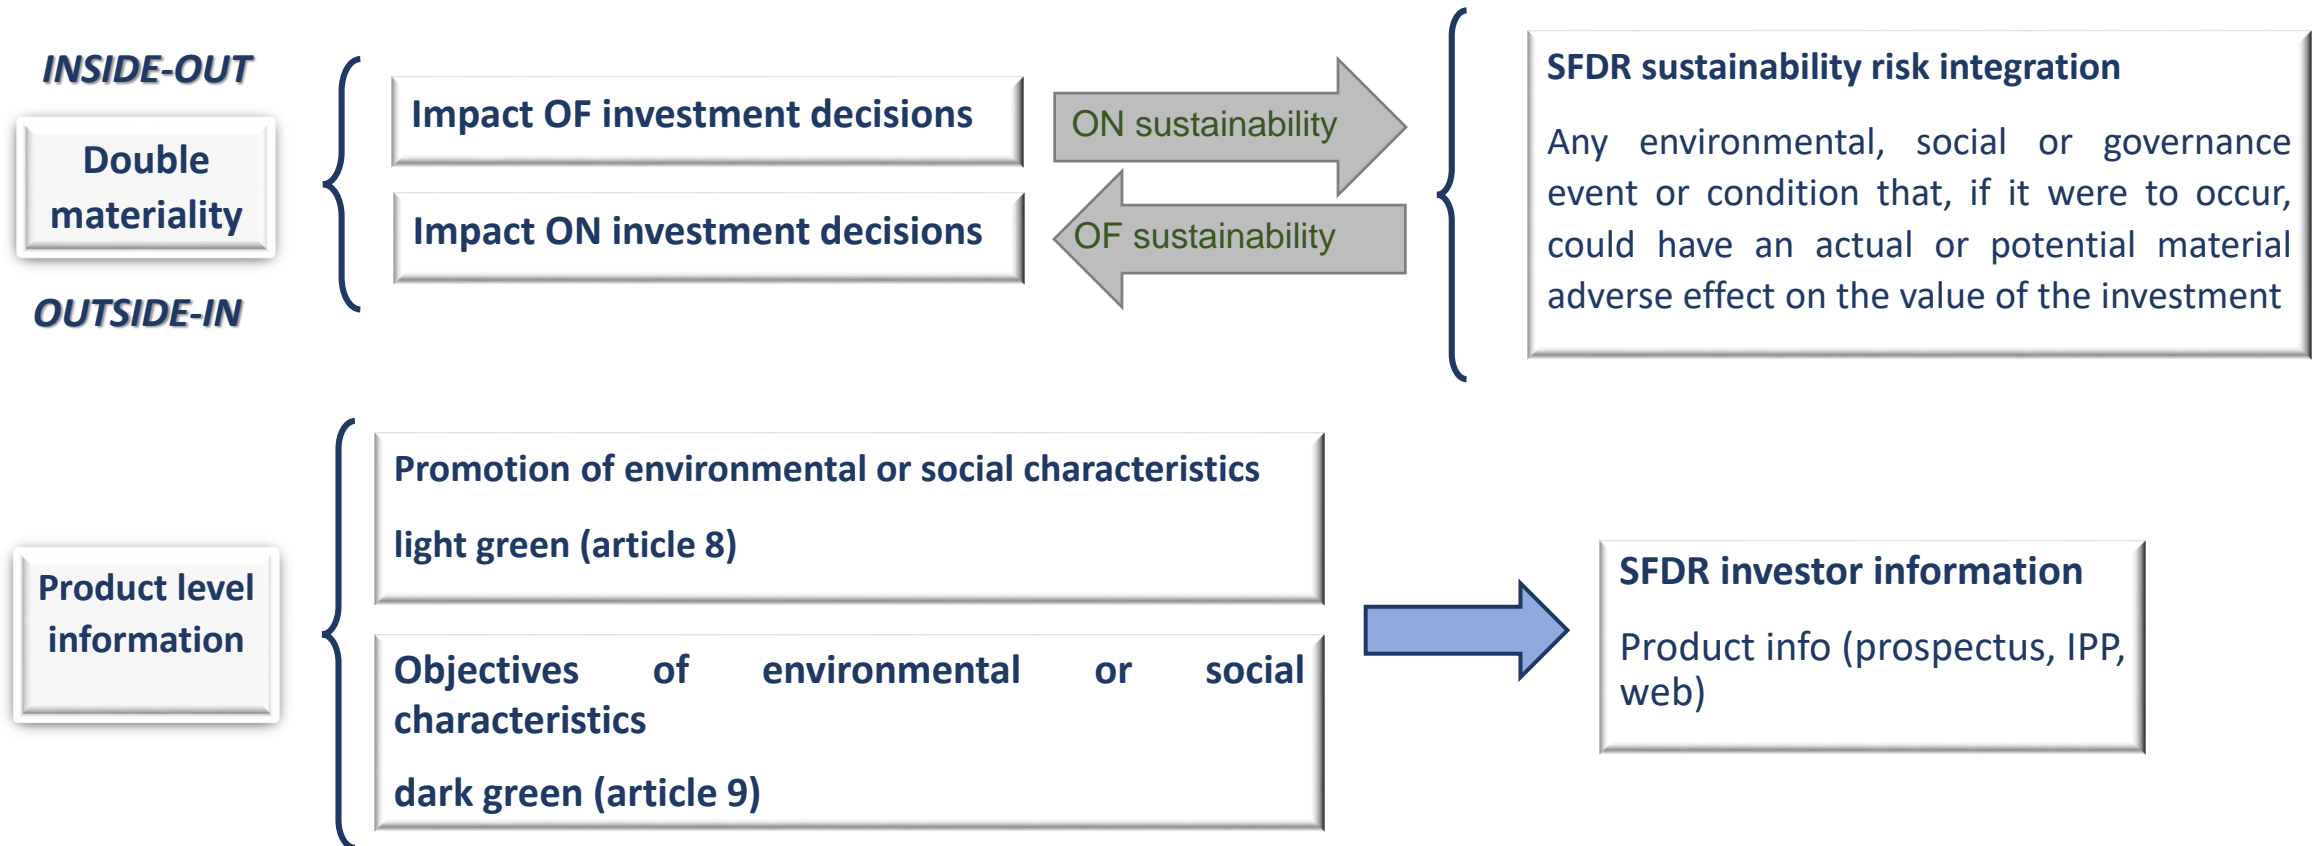 INSIDE-OUT
Double
materiality
OUTSIDE-IN
Impact OF investment decisions
ON sustainability
Impact ON investment decisions
OF sustainability
SFDR sustainability risk integration
Any environmental, social or governance
event or condition that, if it were to occur,
could have an actual or potential material
adverse effect on the value of the investment
Product level
information
Promotion of environmental or social characteristics
light green (article 8)
Objectives of environmental or social
characteristics
dark green (article 9)
SFDR investor information
Product info (prospectus, IPP,
web)